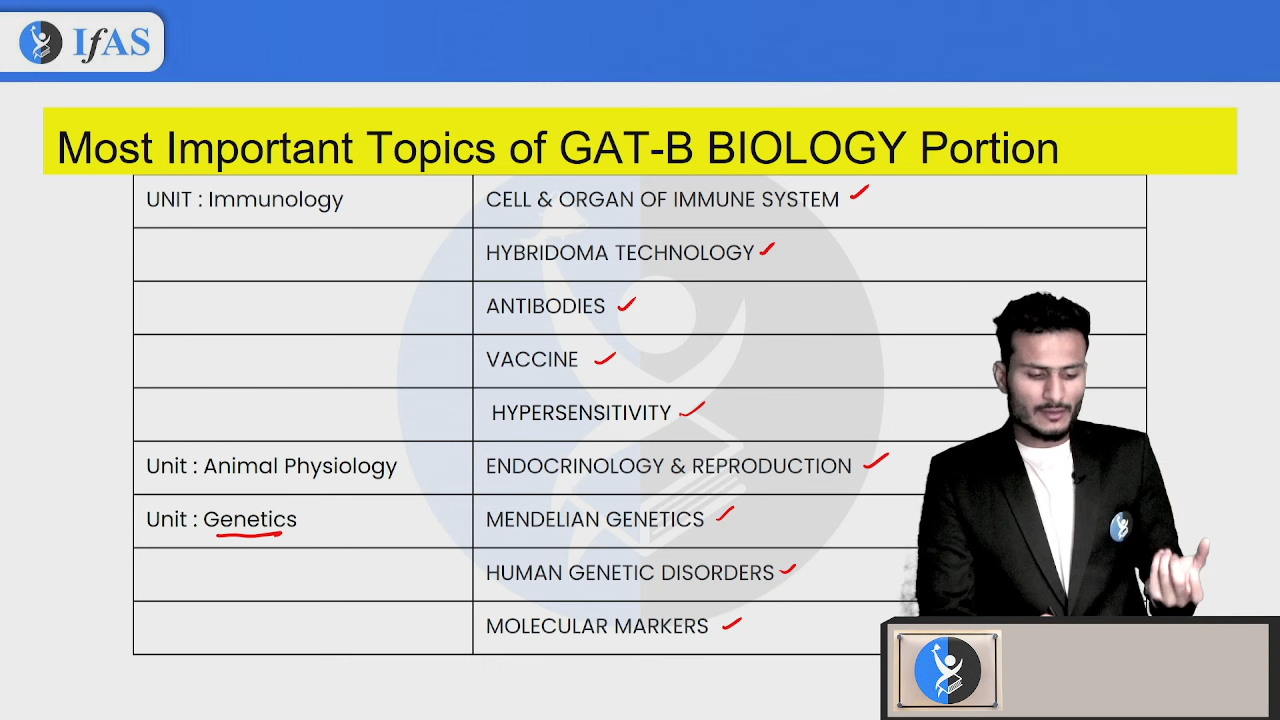 IfAS
Most Important Topics of GAT-B BIOLOGY Portion
UNIT : Immunology CELL & ORGAN OF IMMUNE SYSTEM
HYBRIDOMA TECHNOLOGY
ANTIBODIES
VACCINE
HYPERSENSITIVITY
Unit : Animal Physiology ENDOCRINOLOGY & REPRODUCTION
Unit : Genetics MENDELIAN GENETICS
HUMAN GENETIC DISORDERS
MOLECULAR MARKERS